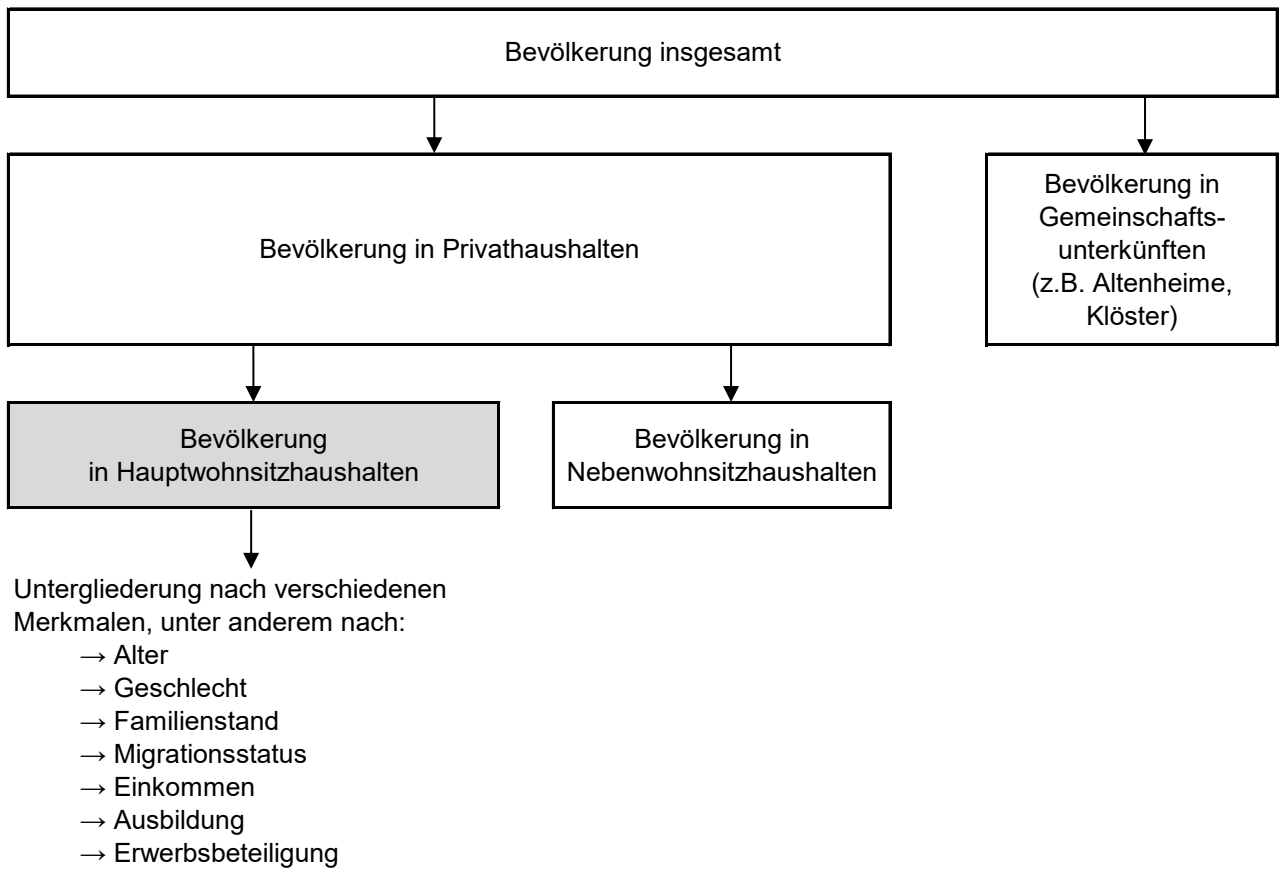 Bevölkerung insgesamt
Bevölkerung in Privathaushalten
Bevölkerung in
Gemeinschafts-
unterkünften
(z.B. Altenheime,
Klöster)
Bevölkerung
in Hauptwohnsitzhaushalten
Bevölkerung in
Nebenwohnsitzhaushalten
Untergliederung nach verschiedenen
Merkmalen, unter anderem nach:
→ Alter
→ Geschlecht
→ Familienstand
→ Migrationsstatus
→ Einkommen
→ Ausbildung
→ Erwerbsbeteiligung